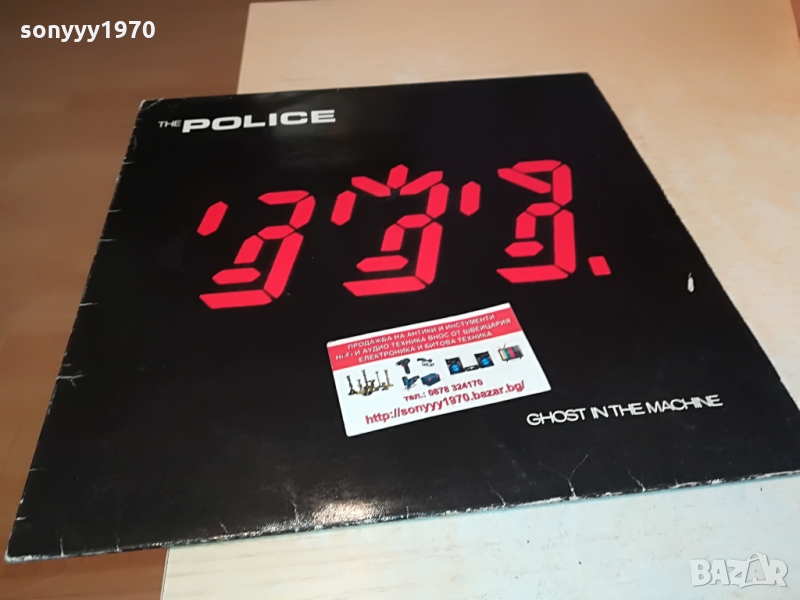 sonyyy1970
THE POLICE
ПРОДАЖБА НА АНТИКИ И ИНСТУМЕНТИ
Hi-Fi И АУДИО ТЕХНИКА ВНОС ОТ ШВЕЙЦАРИЯ
ЕЛЕКТРОНИКА И БИТОВА ТЕХНИКА
тел.: 0878 324170
http://sonyyy1970.bazar.bg/
GHOST IN THE MACHINE
BAZAR